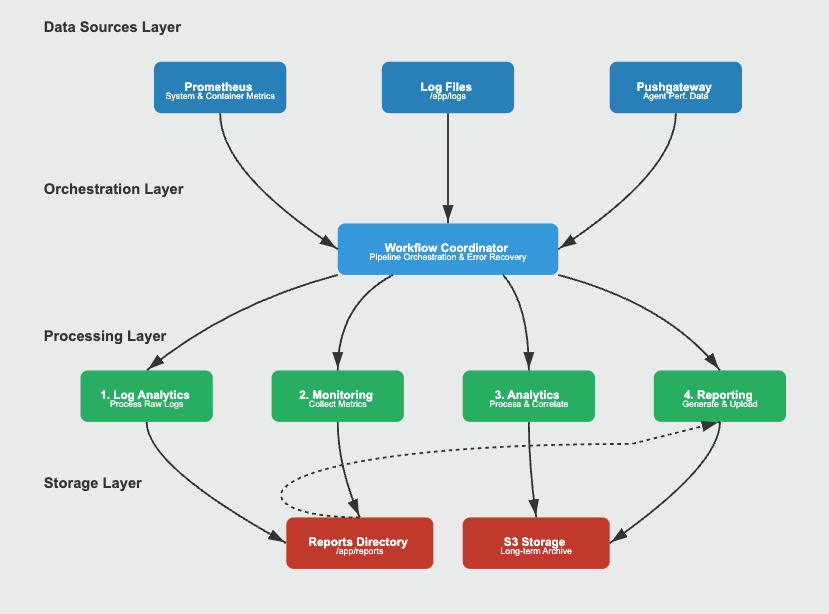 Data Sources Layer
Prometheus
System & Container Metrics
Log Files
/app/logs
Pushgateway
Agent Perf. Data
Orchestration Layer
Workflow Coordinator
Pipeline Orchestration & Error Recovery
Processing Layer
1. Log Analytics
Process Raw Logs
2. Monitoring
Collect Metrics
3. Analytics
Process & Correlate
4. Reporting
Generate & Upload
Storage Layer
Reports Directory
/app/reports
S3 Storage
Long-term Archive